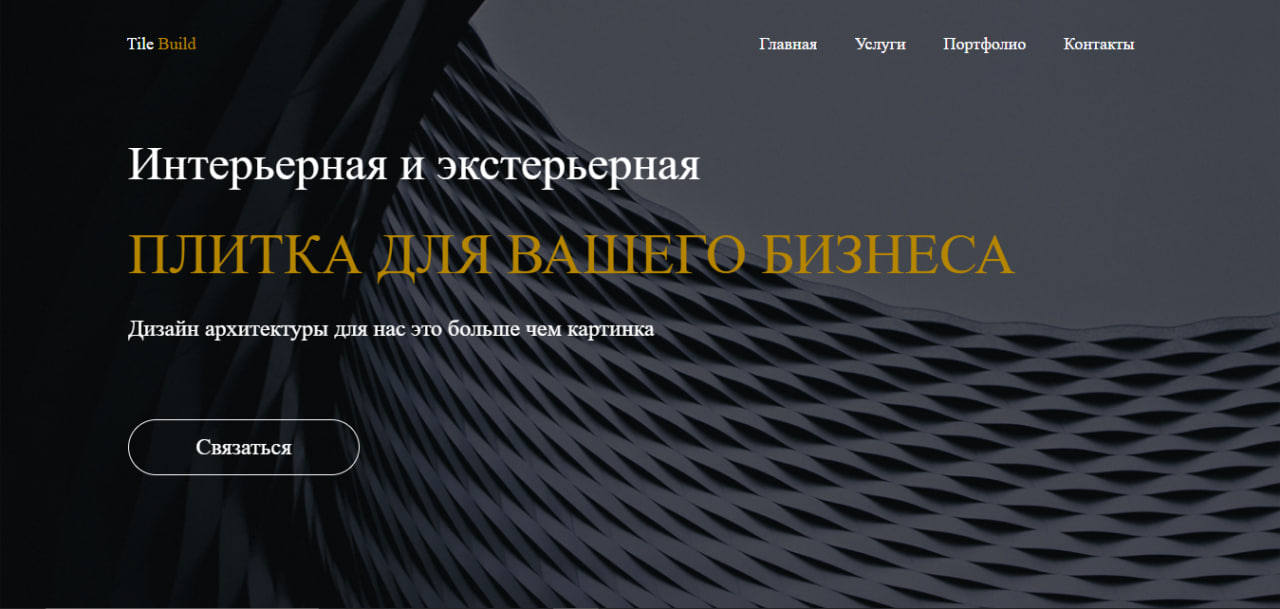 Tile Build
Главная Услуги Портфолио Контакты
Интерьерная и экстерьерная
ПЛИТКА ДЛЯ ВАШЕГО БИЗНЕСА
Дизайн архитектуры для нас это больше чем картинка
Связаться